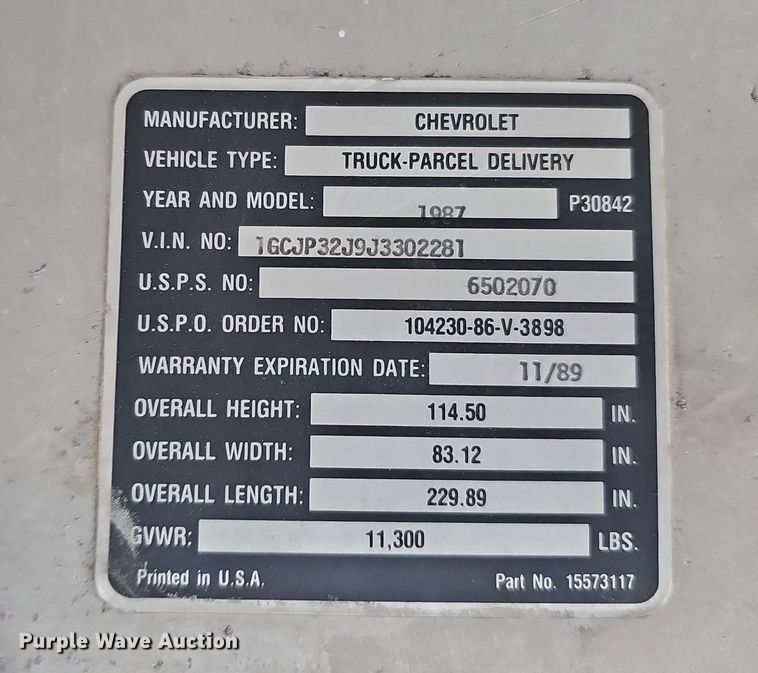 MANUFACTURER: CHEVROLET
VEHICLE TYPE: TRUCK-PARCEL DELIVERY
YEAR AND MODEL: 1987 P30842
V.I.N. NO: 1GCJP32J9J3302281
U.S.P.S. NO: 6502070
U.S.P.O. ORDER NO: 104230-86-V-3898
WARRANTY EXPIRATION DATE: 11/89
OVERALL HEIGHT: 114.50 IN.
OVERALL WIDTH: 83.12 IN.
OVERALL LENGTH: 229.89 IN.
GVWR: 11,300 LBS.
Printed in U.S.A. Part No. 15573117
Purple Wave Auction